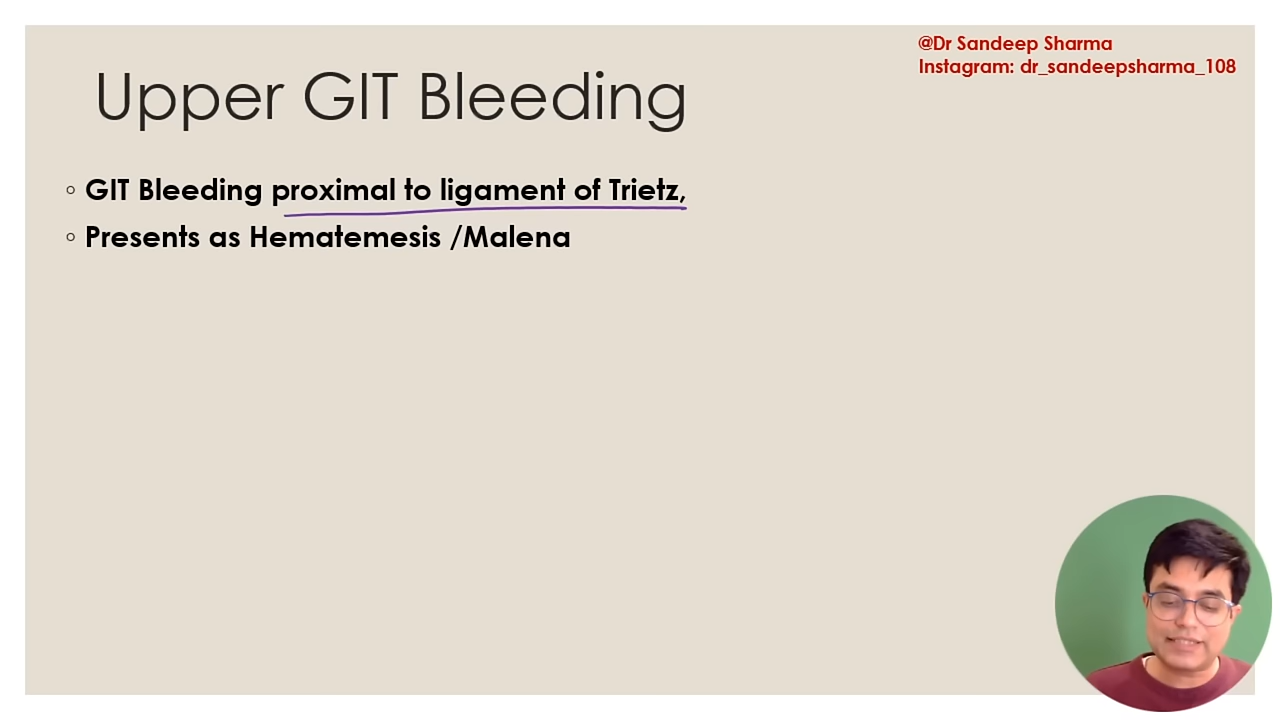 @Dr Sandeep Sharma
Instagram: dr_sandeepsharma_108
Upper GIT Bleeding
◦ GIT Bleeding proximal to ligament of Trietz,
◦ Presents as Hematemesis /Malena